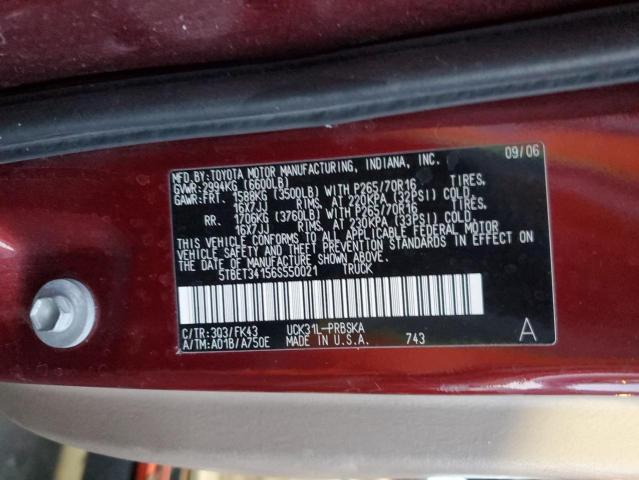 09/06
MFD.BY:TOYOTA MOTOR MANUFACTURING, INDIANA, INC.
GVWR:2994KG (6600LB)
GAWR:FRT. 1588KG (3500LB) WITH P265/70R16 TIRES,
16X7JJ RIMS, AT 220KPA (32PSI) COLD.
RR. 1706KG (3760LB) WITH P265/70R16 TIRES,
16X7JJ RIMS, AT 230KPA (33PSI) COLD.
THIS VEHICLE CONFORMS TO ALL APPLICABLE FEDERAL MOTOR
VEHICLE SAFETY AND THEFT PREVENTION STANDARDS IN EFFECT ON
THE DATE OF MANUFACTURE SHOWN ABOVE.
5TBET34156S550021 TRUCK
C/TR:3Q3/FK43 UCK31L-PRBSKA
A/TM:A01B/A750E MADE IN U.S.A. 743 A